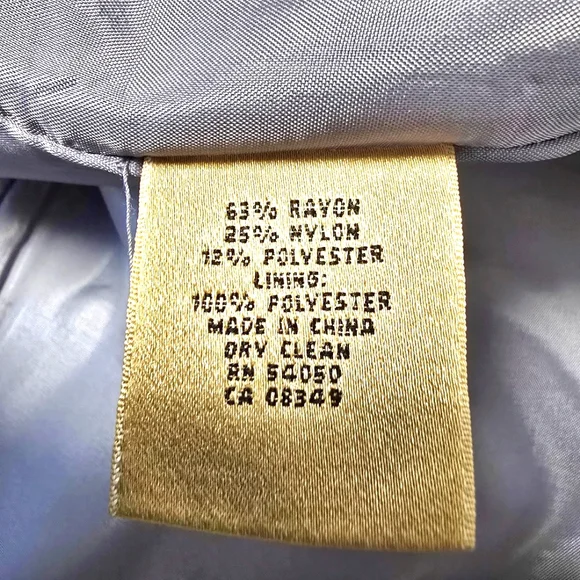 63% RAYON
25% NYLON
12% POLYESTER
LINING:
100% POLYESTER
MADE IN CHINA
DRY CLEAN
RN 54050
CA 08349